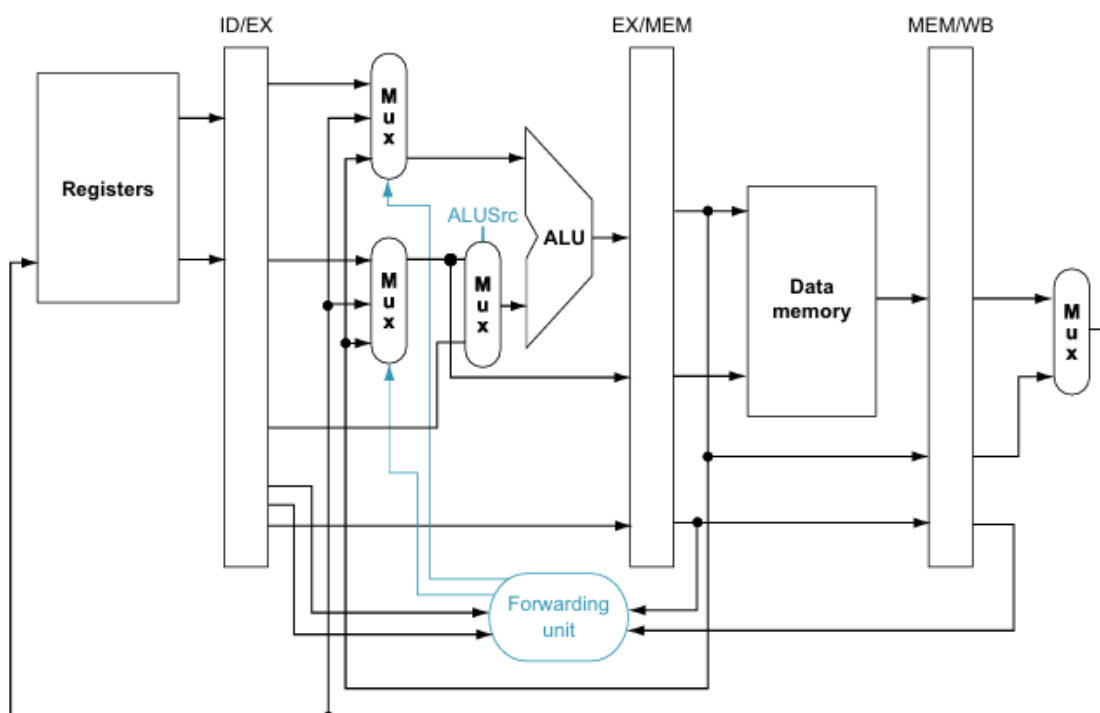 ID/EX
EX/MEM
MEM/WB
Registers
M
u
x
ALUSrc
M
u
x
M
u
x
ALU
Data
memory
M
u
x
Forwarding
unit